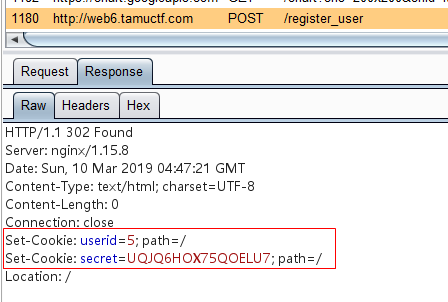 1180 http://web6.tamuctf.com POST /register_user
Request Response
Raw Headers Hex
HTTP/1.1 302 Found
Server: nginx/1.15.8
Date: Sun, 10 Mar 2019 04:47:21 GMT
Content-Type: text/html; charset=UTF-8
Content-Length: 0
Connection: close
Set-Cookie: userid=5; path=/
Set-Cookie: secret=UQJQ6HOX75QOELU7; path=/
Location: /